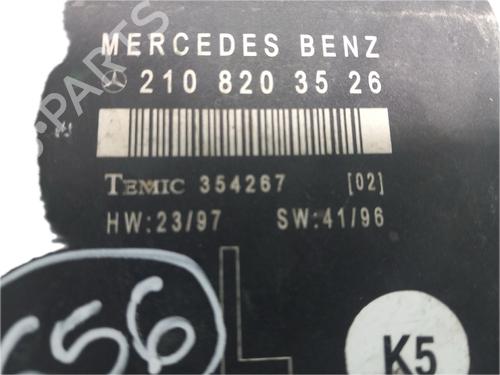 MERCEDES BENZ
210 820 35 26
TEMIC 354267 [02]
HW:23/97 SW:41/96
L
656
K5